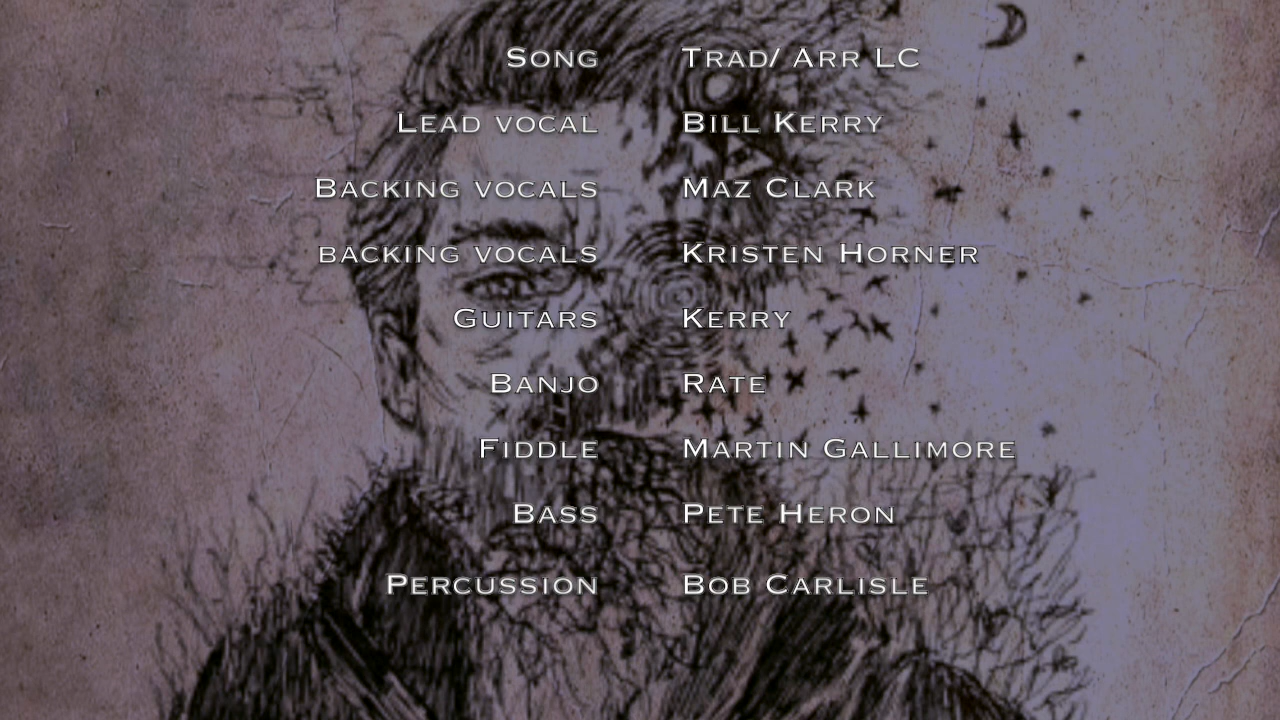 Song Trad/ Arr LC
Lead vocal Bill Kerry
Backing vocals Maz Clark
backing vocals Kristen Horner
Guitars Kerry
Banjo Rate
Fiddle Martin Gallimore
Bass Pete Heron
Percussion Bob Carlisle